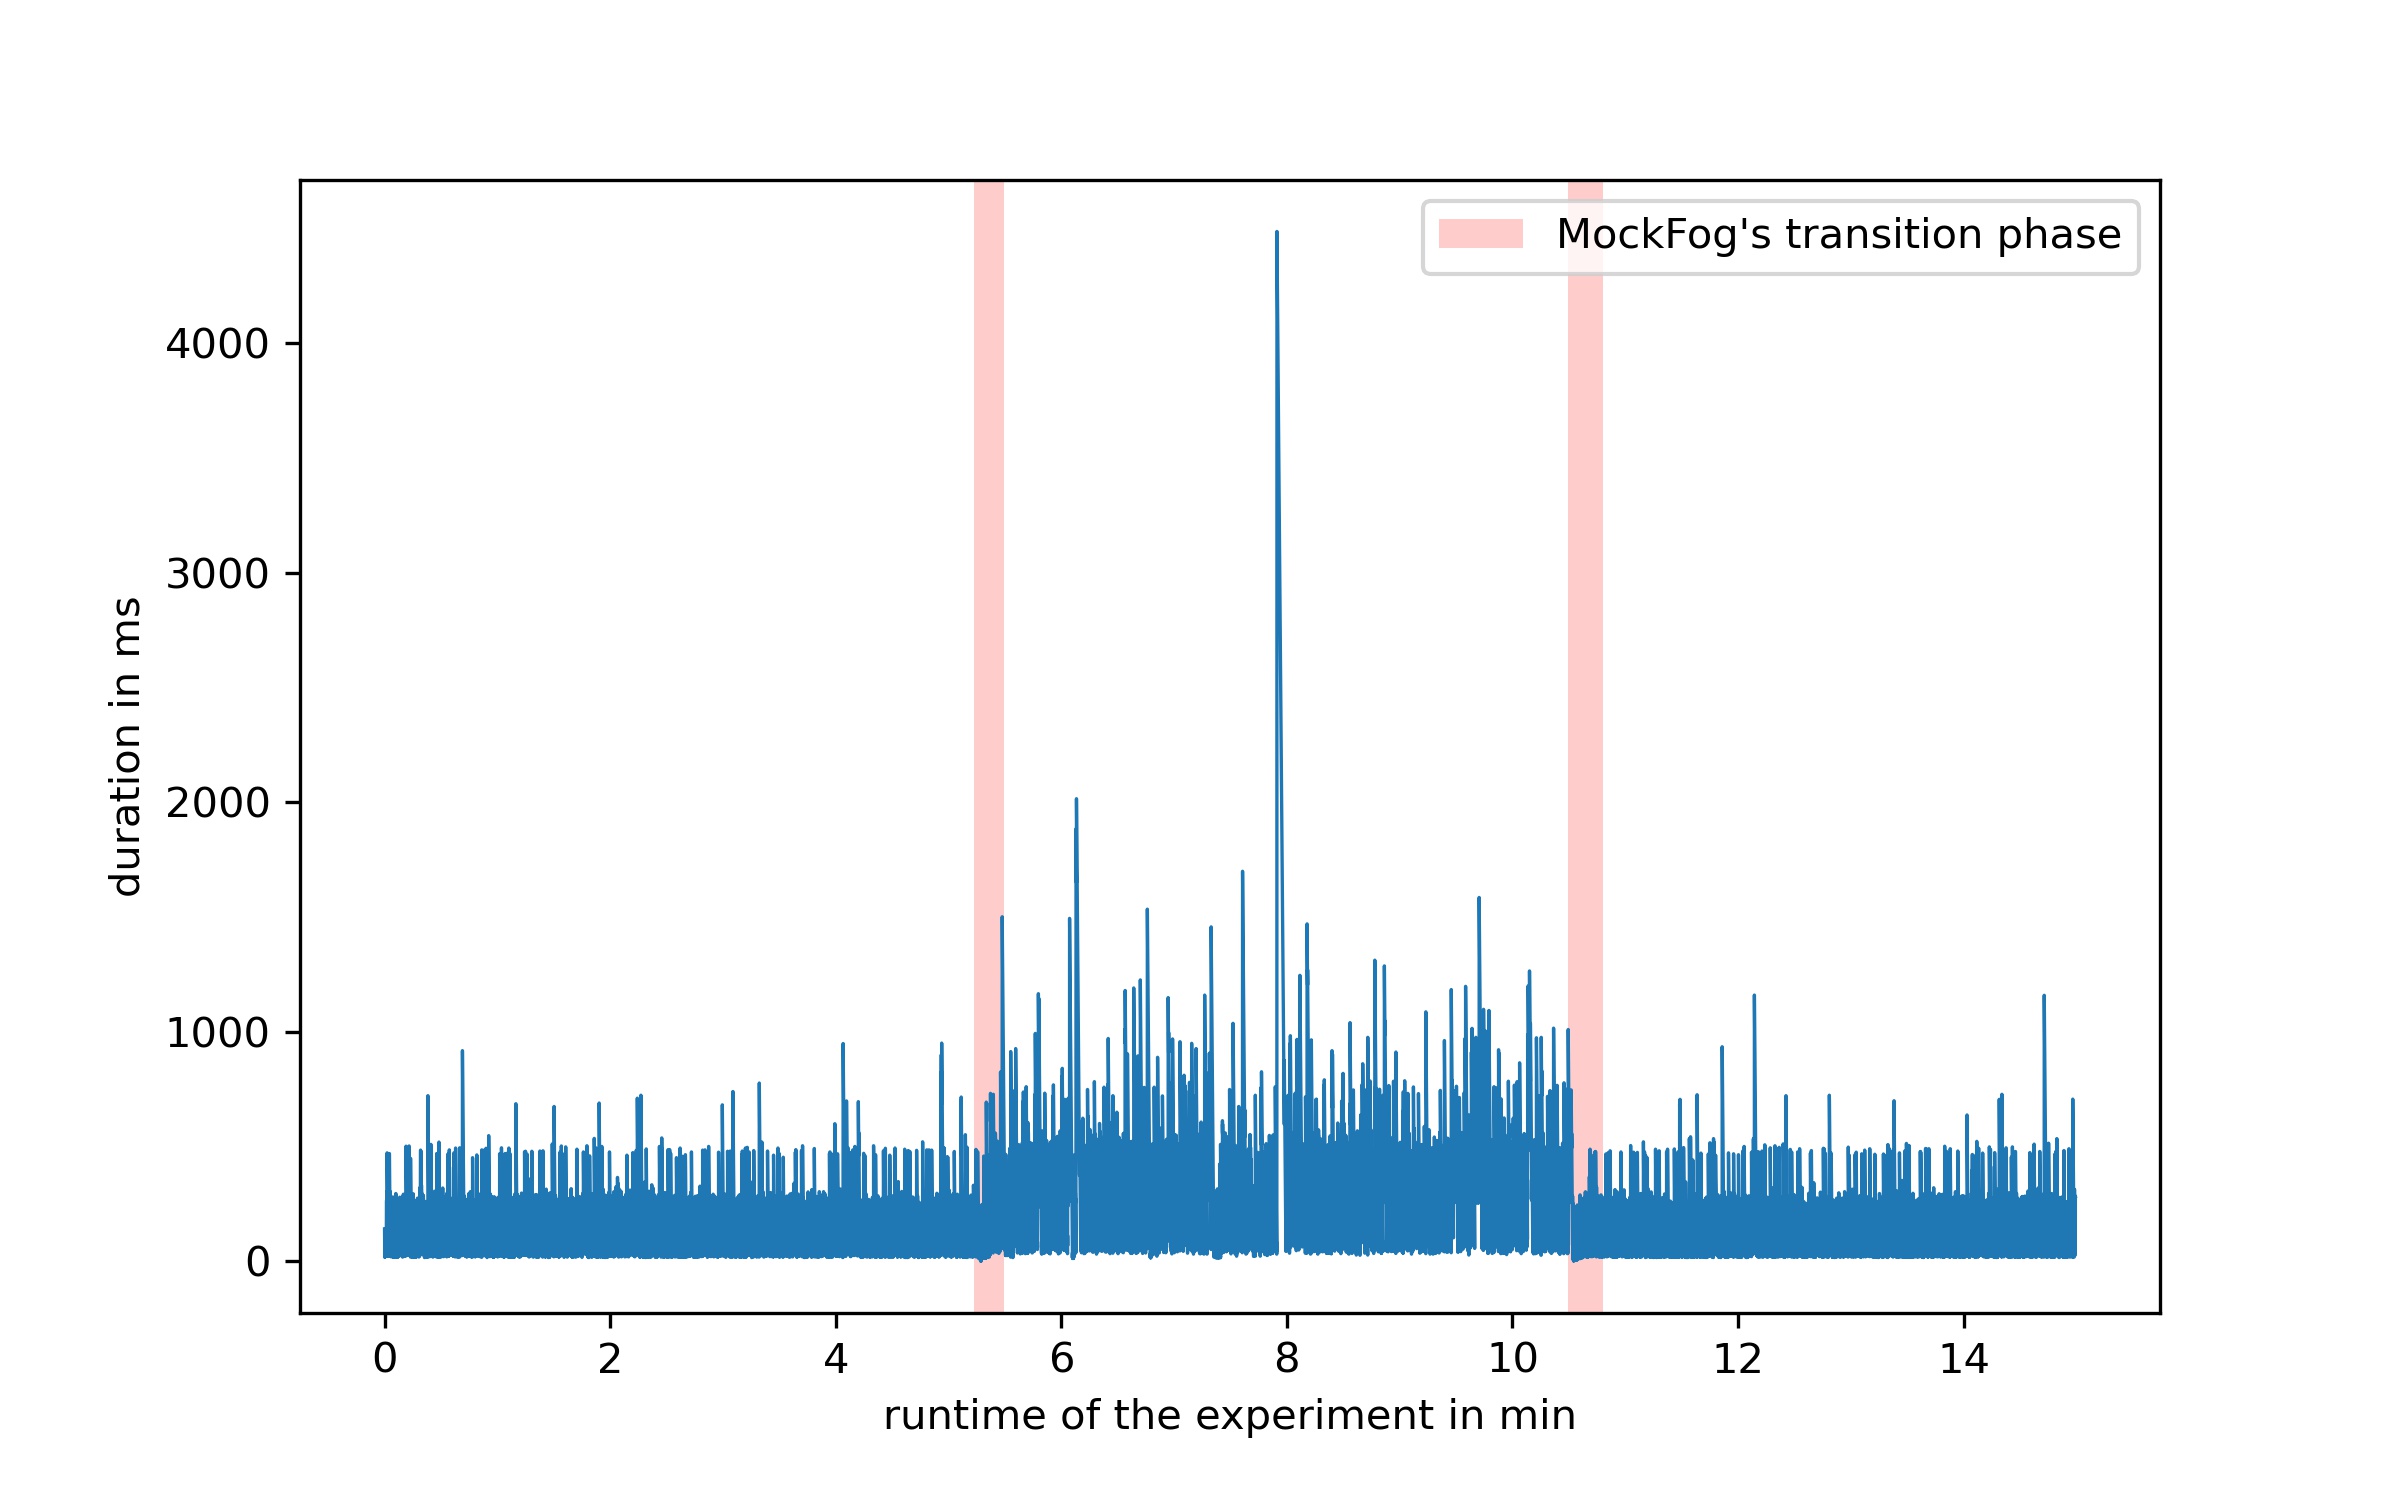 MockFog's transition phase
4000
3000
2000
1000
0
duration in ms
0 2 4 6 8 10 12 14
runtime of the experiment in min